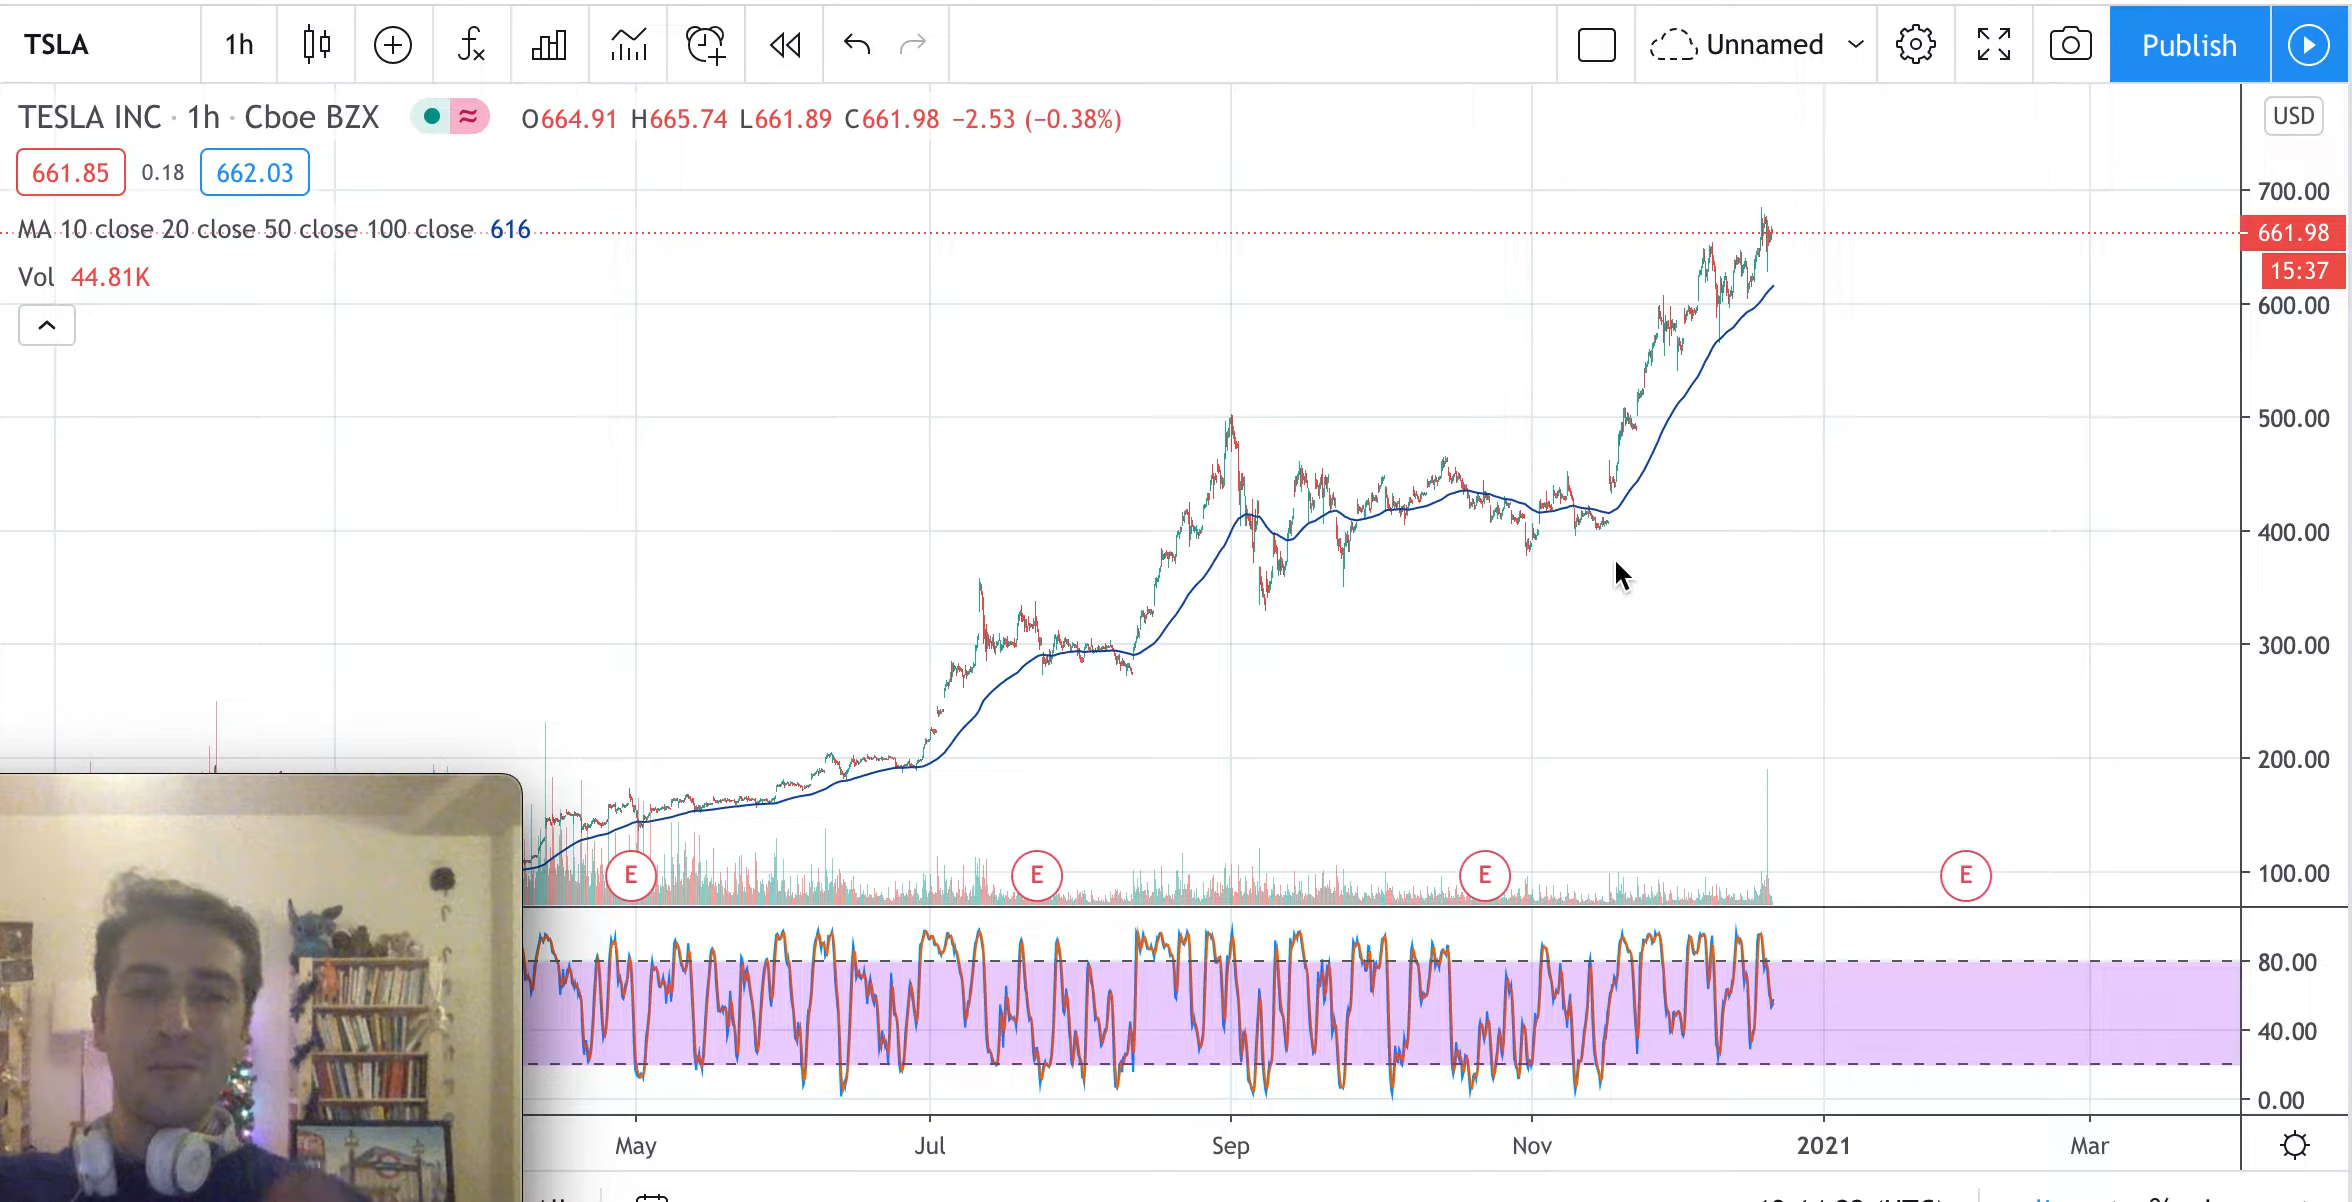 TSLA 1h Unnamed Publish
TESLA INC · 1h · Cboe BZX O664.91 H665.74 L661.89 C661.98 −2.53 (−0.38%) USD
661.85 0.18 662.03
700.00
MA 10 close 20 close 50 close 100 close 616
661.98
Vol 44.81K
15:37
600.00
500.00
400.00
300.00
200.00
E E E E
100.00
80.00
40.00
0.00
May Jul Sep Nov 2021 Mar